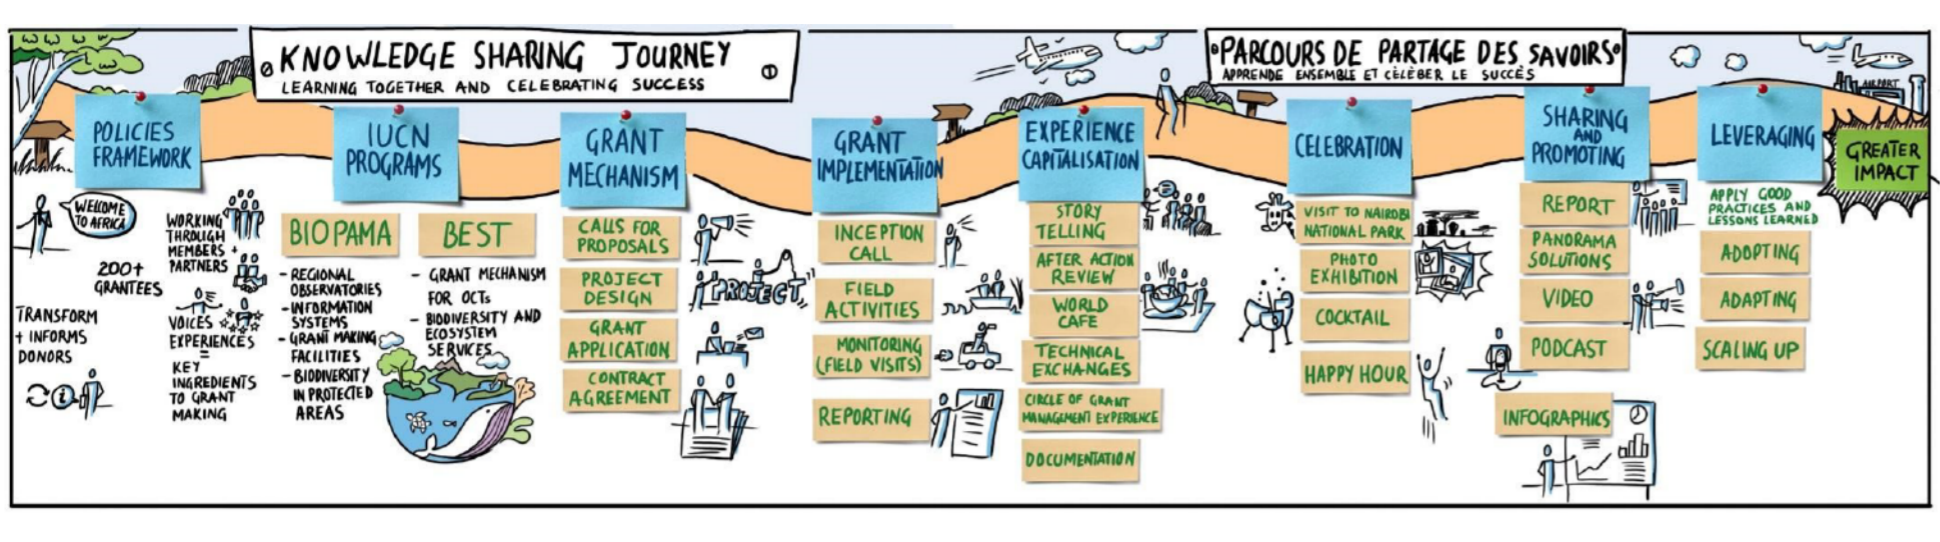 KNOWLEDGE SHARING JOURNEY
LEARNING TOGETHER AND CELEBRATING SUCCESS
PARCOURS DE PARTAGE DES SAVOIRS
APPRENDE ENSEMBLE ET CÈLÈBER LE SUCCÈS
AIRPORT
POLICIES
FRAMEWORK
WELCOME
TO AFRICA
WORKING
THROUGH
MEMBERS +
PARTNERS
200+
GRANTEES
TRANSFORM
+ INFORMS
DONORS
VOICES
EXPERIENCES
=
KEY
INGREDIENTS
TO GRANT
MAKING
IUCN
PROGRAMS
BIOPAMA
- REGIONAL
OBSERVATORIES
- INFORMATION
SYSTEMS
- GRANT MAKING
FACILITIES
- BIODIVERSITY
IN PROTECTED
AREAS
BEST
- GRANT MECHANISM
FOR OCTs
- BIODIVERSITY AND
ECOSYSTEM
SERVICES
GRANT
MECHANISM
CALLS FOR
PROPOSALS
PROJECT
DESIGN
PROJECT
GRANT
APPLICATION
CONTRACT
AGREEMENT
GRANT
IMPLEMENTATION
INCEPTION
CALL
FIELD
ACTIVITIES
MONITORING
(FIELD VISITS)
REPORTING
EXPERIENCE
CAPITALISATION
STORY
TELLING
AFTER ACTION
REVIEW
WORLD
CAFE
TECHNICAL
EXCHANGES
CIRCLE OF GRANT
MANAGEMENT EXPERIENCE
DOCUMENTATION
CELEBRATION
VISIT TO NAIROBI
NATIONAL PARK
PHOTO
EXHIBITION
COCKTAIL
HAPPY HOUR
SHARING
AND
PROMOTING
REPORT
PANORAMA
SOLUTIONS
VIDEO
PODCAST
INFOGRAPHICS
LEVERAGING
APPLY GOOD
PRACTICES AND
LESSONS LEARNED
ADOPTING
ADAPTING
SCALING UP
GREATER
IMPACT